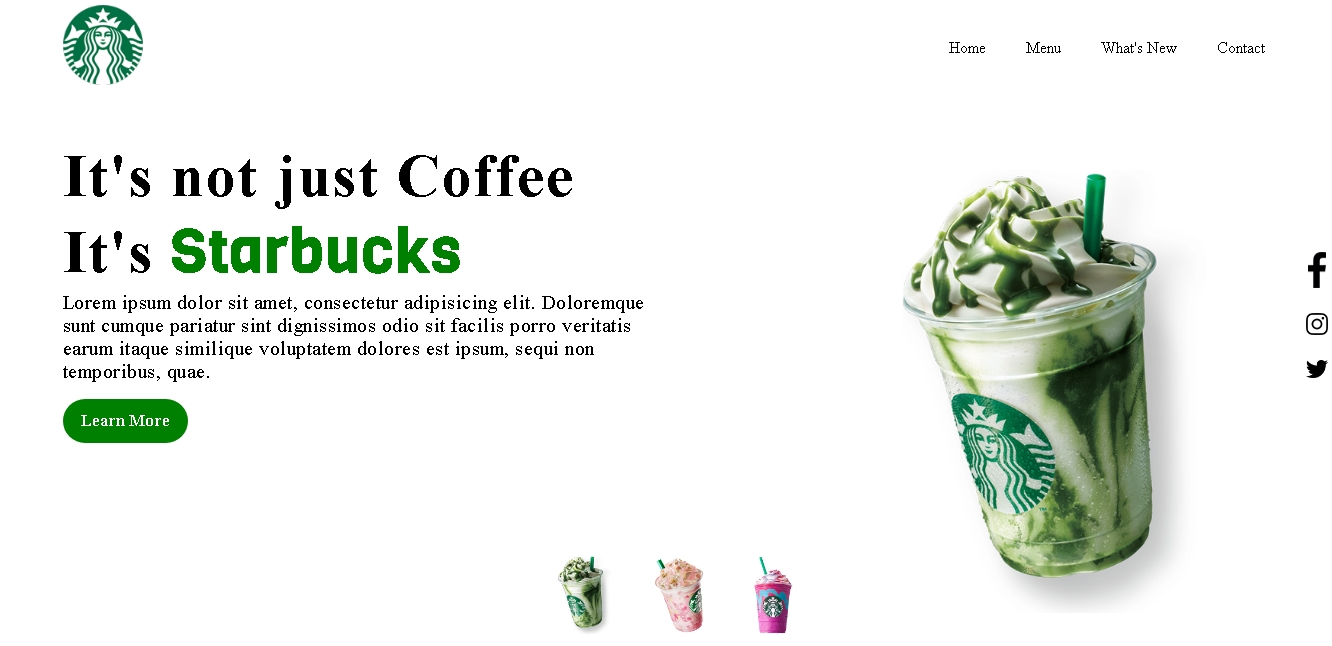 Home Menu What's New Contact
It's not just Coffee
It's Starbucks
Lorem ipsum dolor sit amet, consectetur adipisicing elit. Doloremque
sunt cumque pariatur sint dignissimos odio sit facilis porro veritatis
earum itaque similique voluptatem dolores est ipsum, sequi non
temporibus, quae.
Learn More